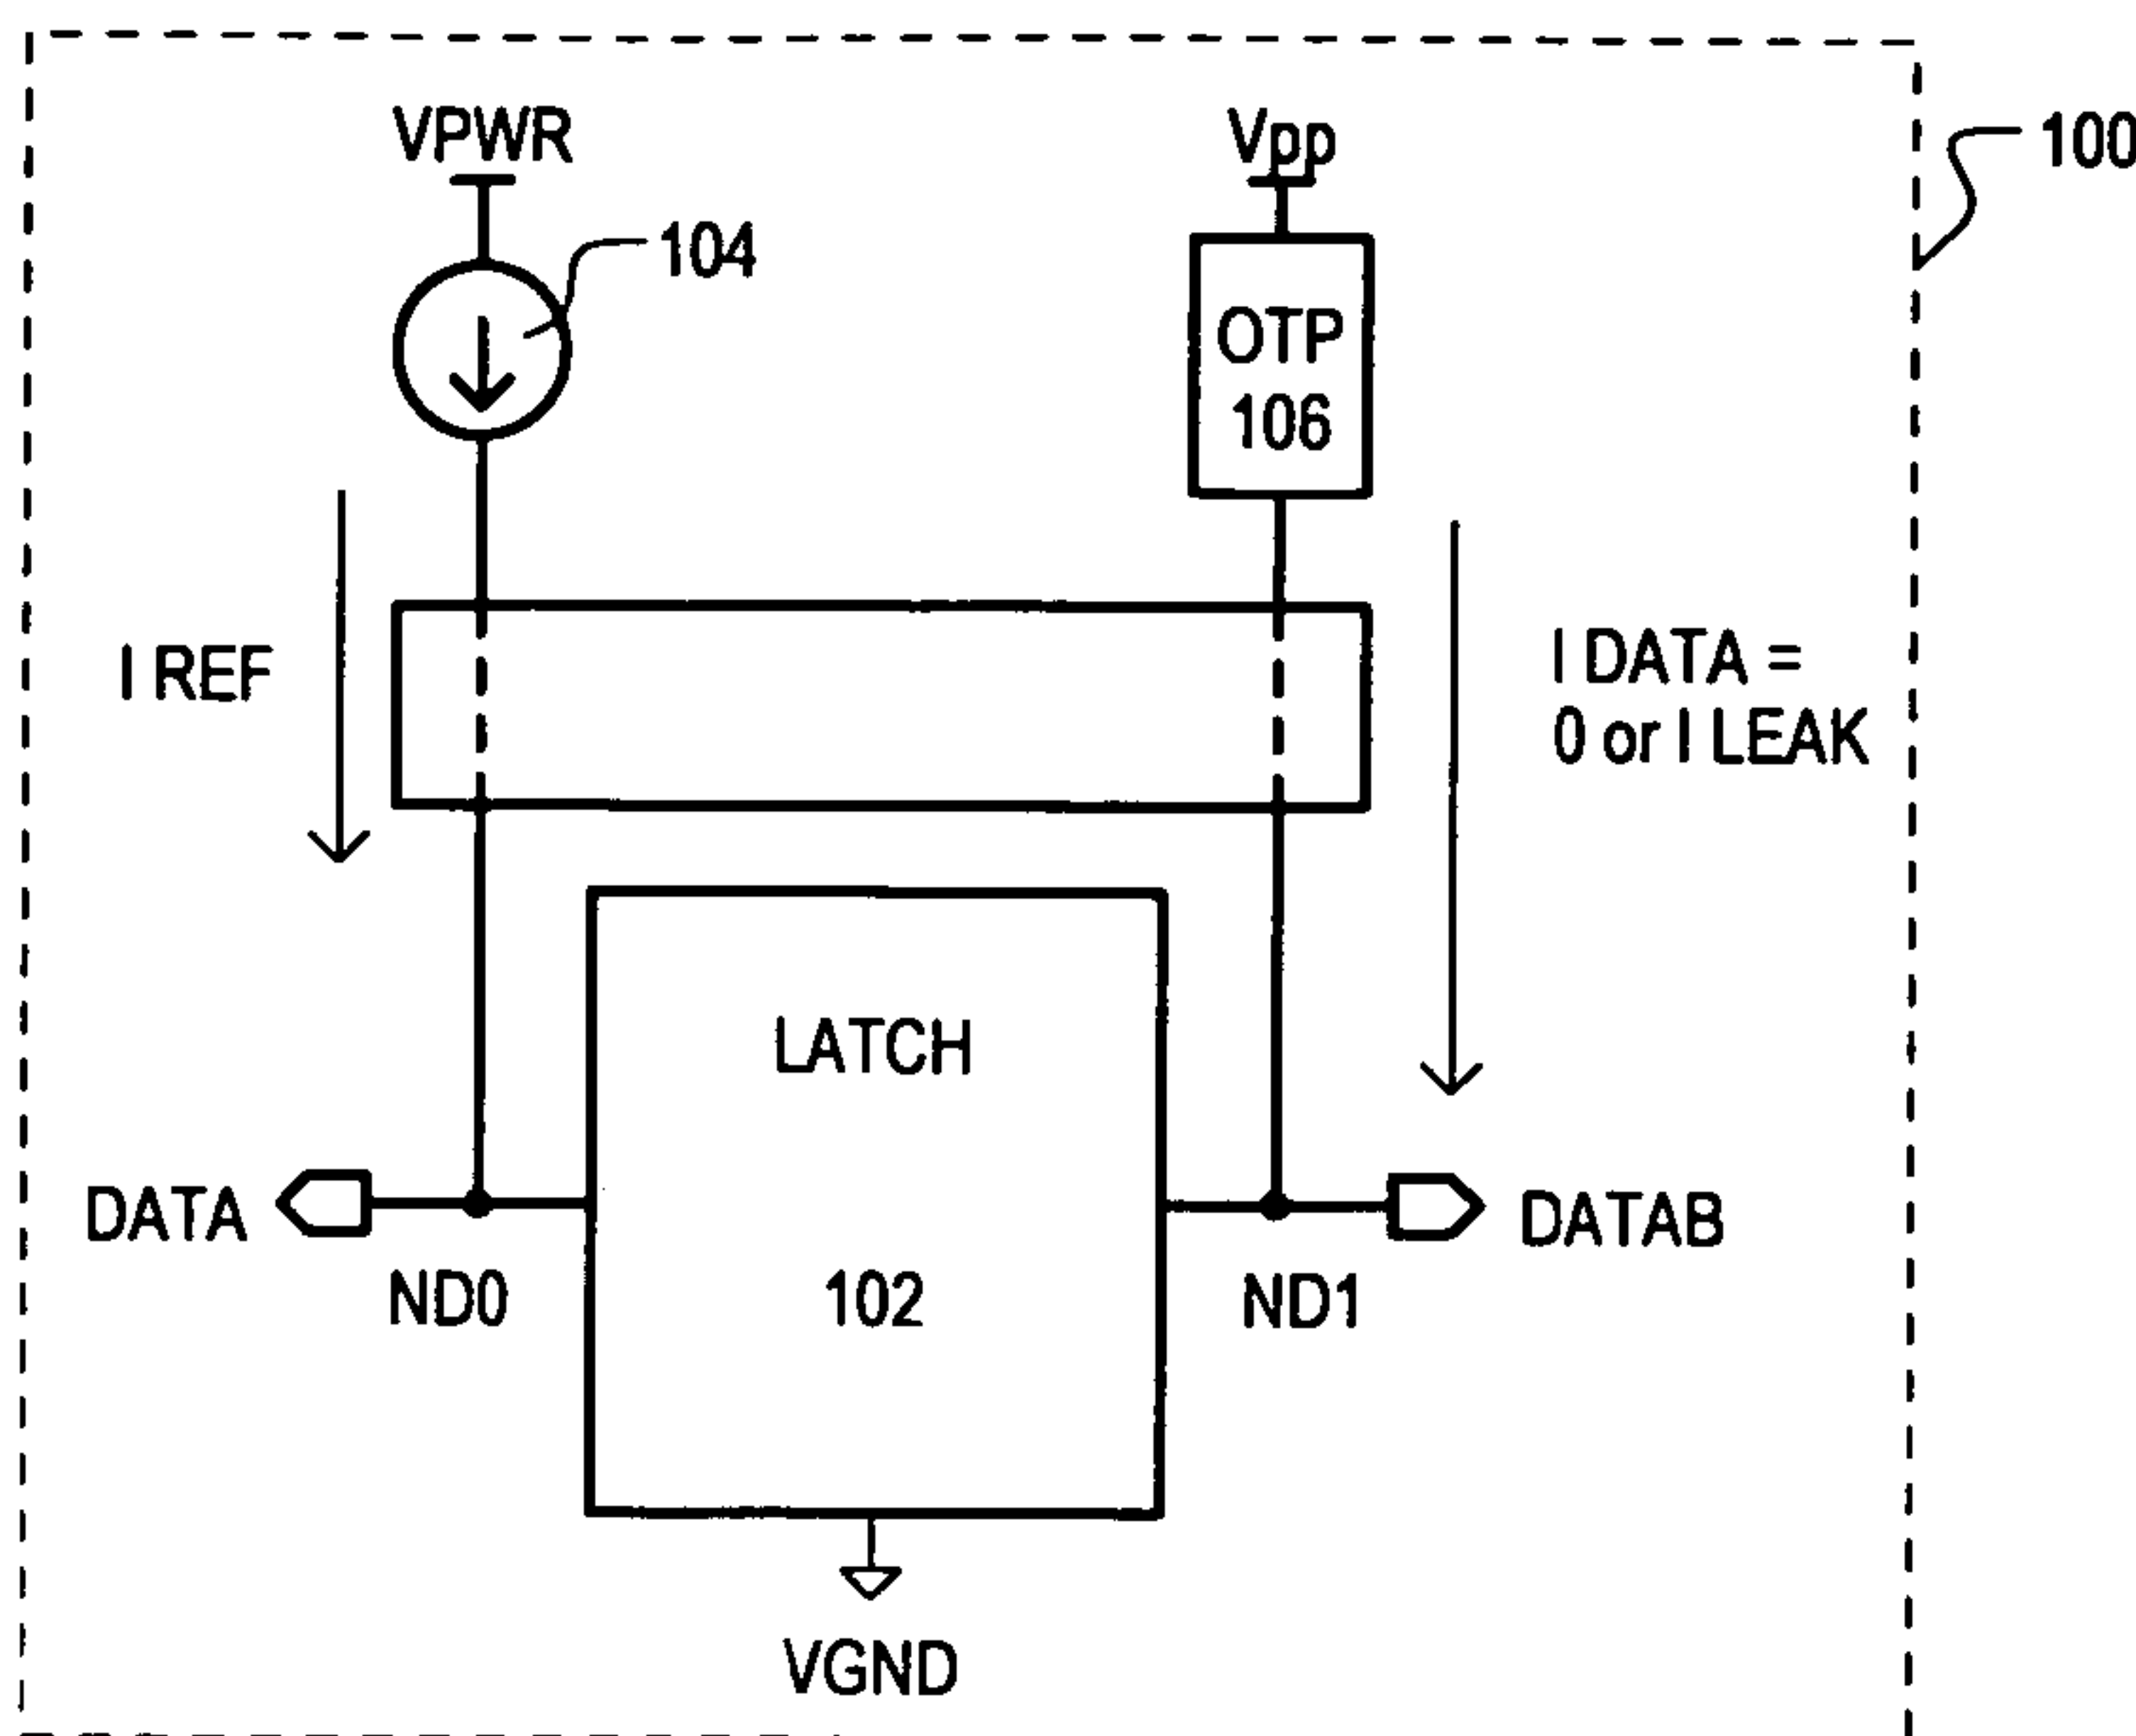 VPWR
Vpp
100
104
OTP
106
I REF
I DATA =
0 or I LEAK
LATCH
DATA
DATAB
ND0
102
ND1
VGND